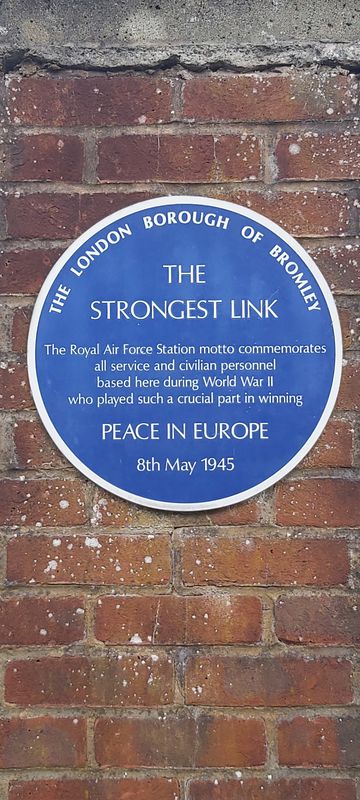 THE LONDON BOROUGH OF BROMLEY
THE
STRONGEST LINK
The Royal Air Force Station motto commemorates
all service and civilian personnel
based here during World War II
who played such a crucial part in winning
PEACE IN EUROPE
8th May 1945